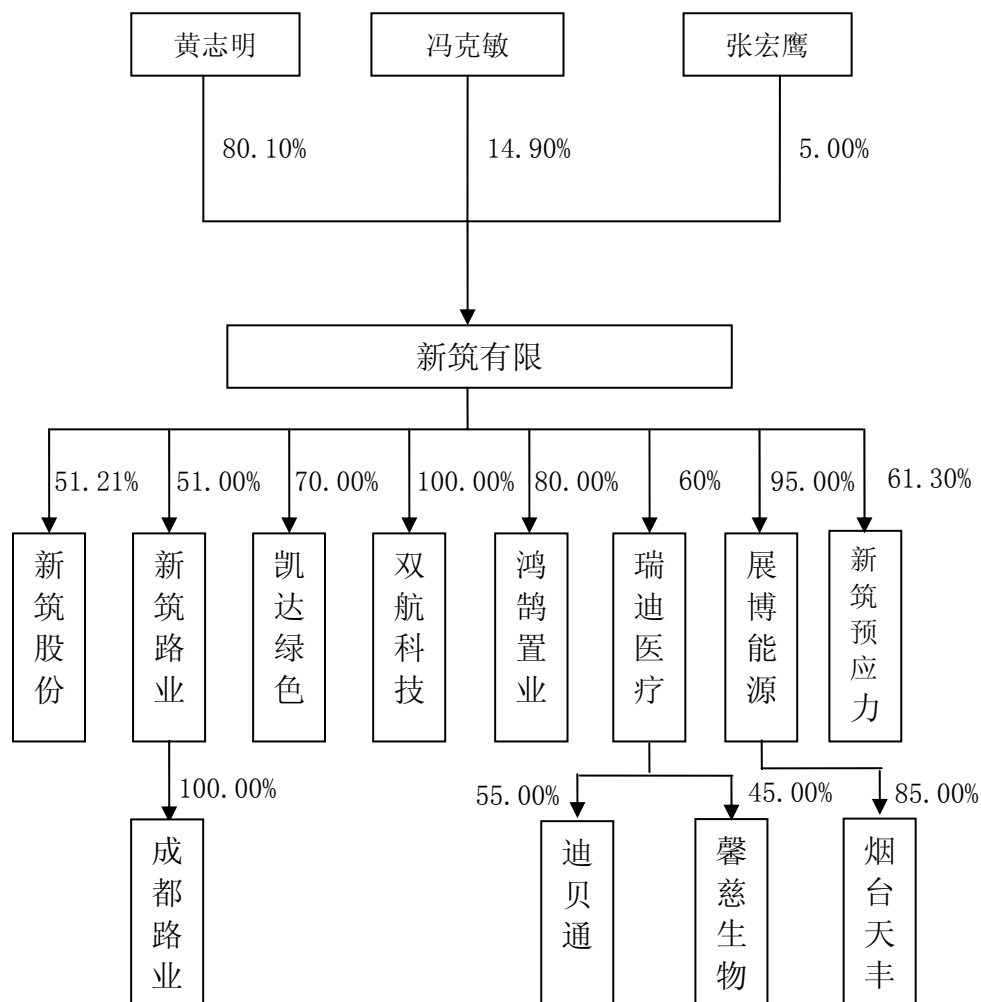 黄志明
冯克敏
张宏鹰
80.10%
14.90%
5.00%
新筑有限
51.21%
51.00%
70.00%
100.00%
80.00%
60%
95.00%
61.30%
新筑股份
新筑路业
凯达绿色
双航科技
鸿鹄置业
瑞迪医疗
展博能源
新筑预应力
100.00%
55.00%
45.00%
85.00%
成都路业
迪贝通
馨慈生物
烟台天丰